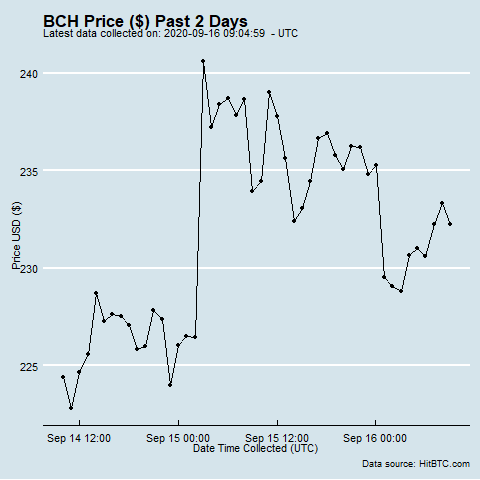 BCH Price ($) Past 2 Days
Latest data collected on: 2020-09-16 09:04:59 - UTC
240
235
230
225
Price USD ($)
Sep 14 12:00 Sep 15 00:00 Sep 15 12:00 Sep 16 00:00
Date Time Collected (UTC)
Data source: HitBTC.com